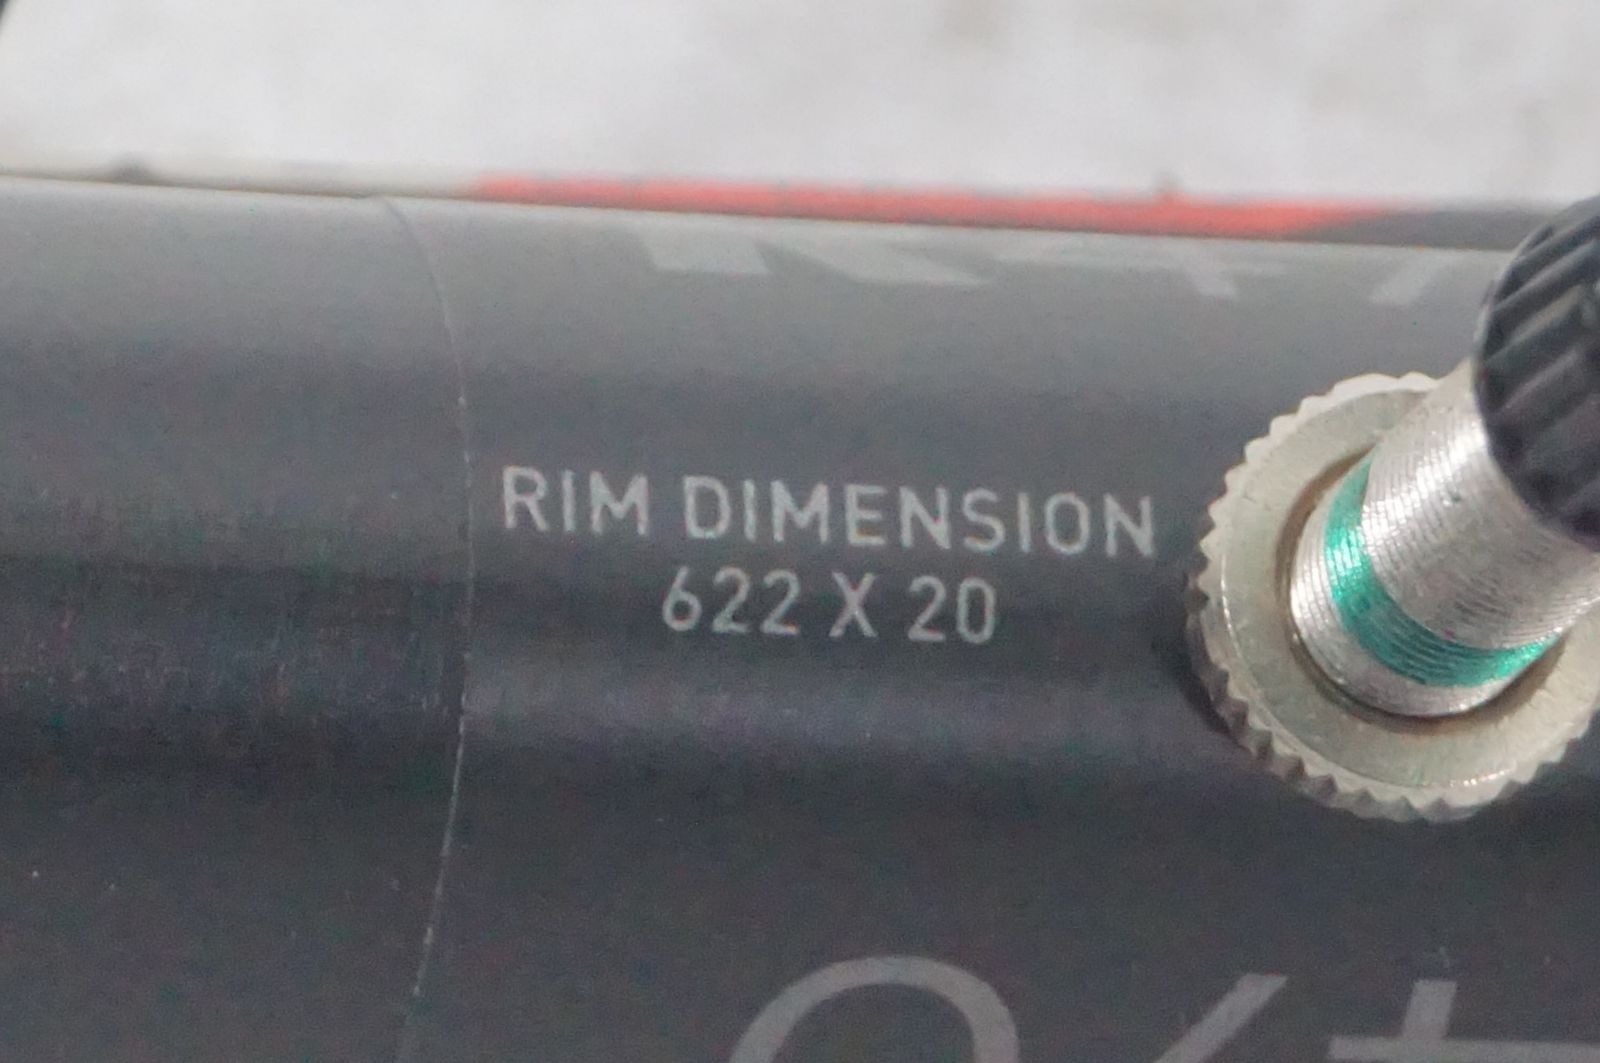 RIM DIMENSION
622 X 20